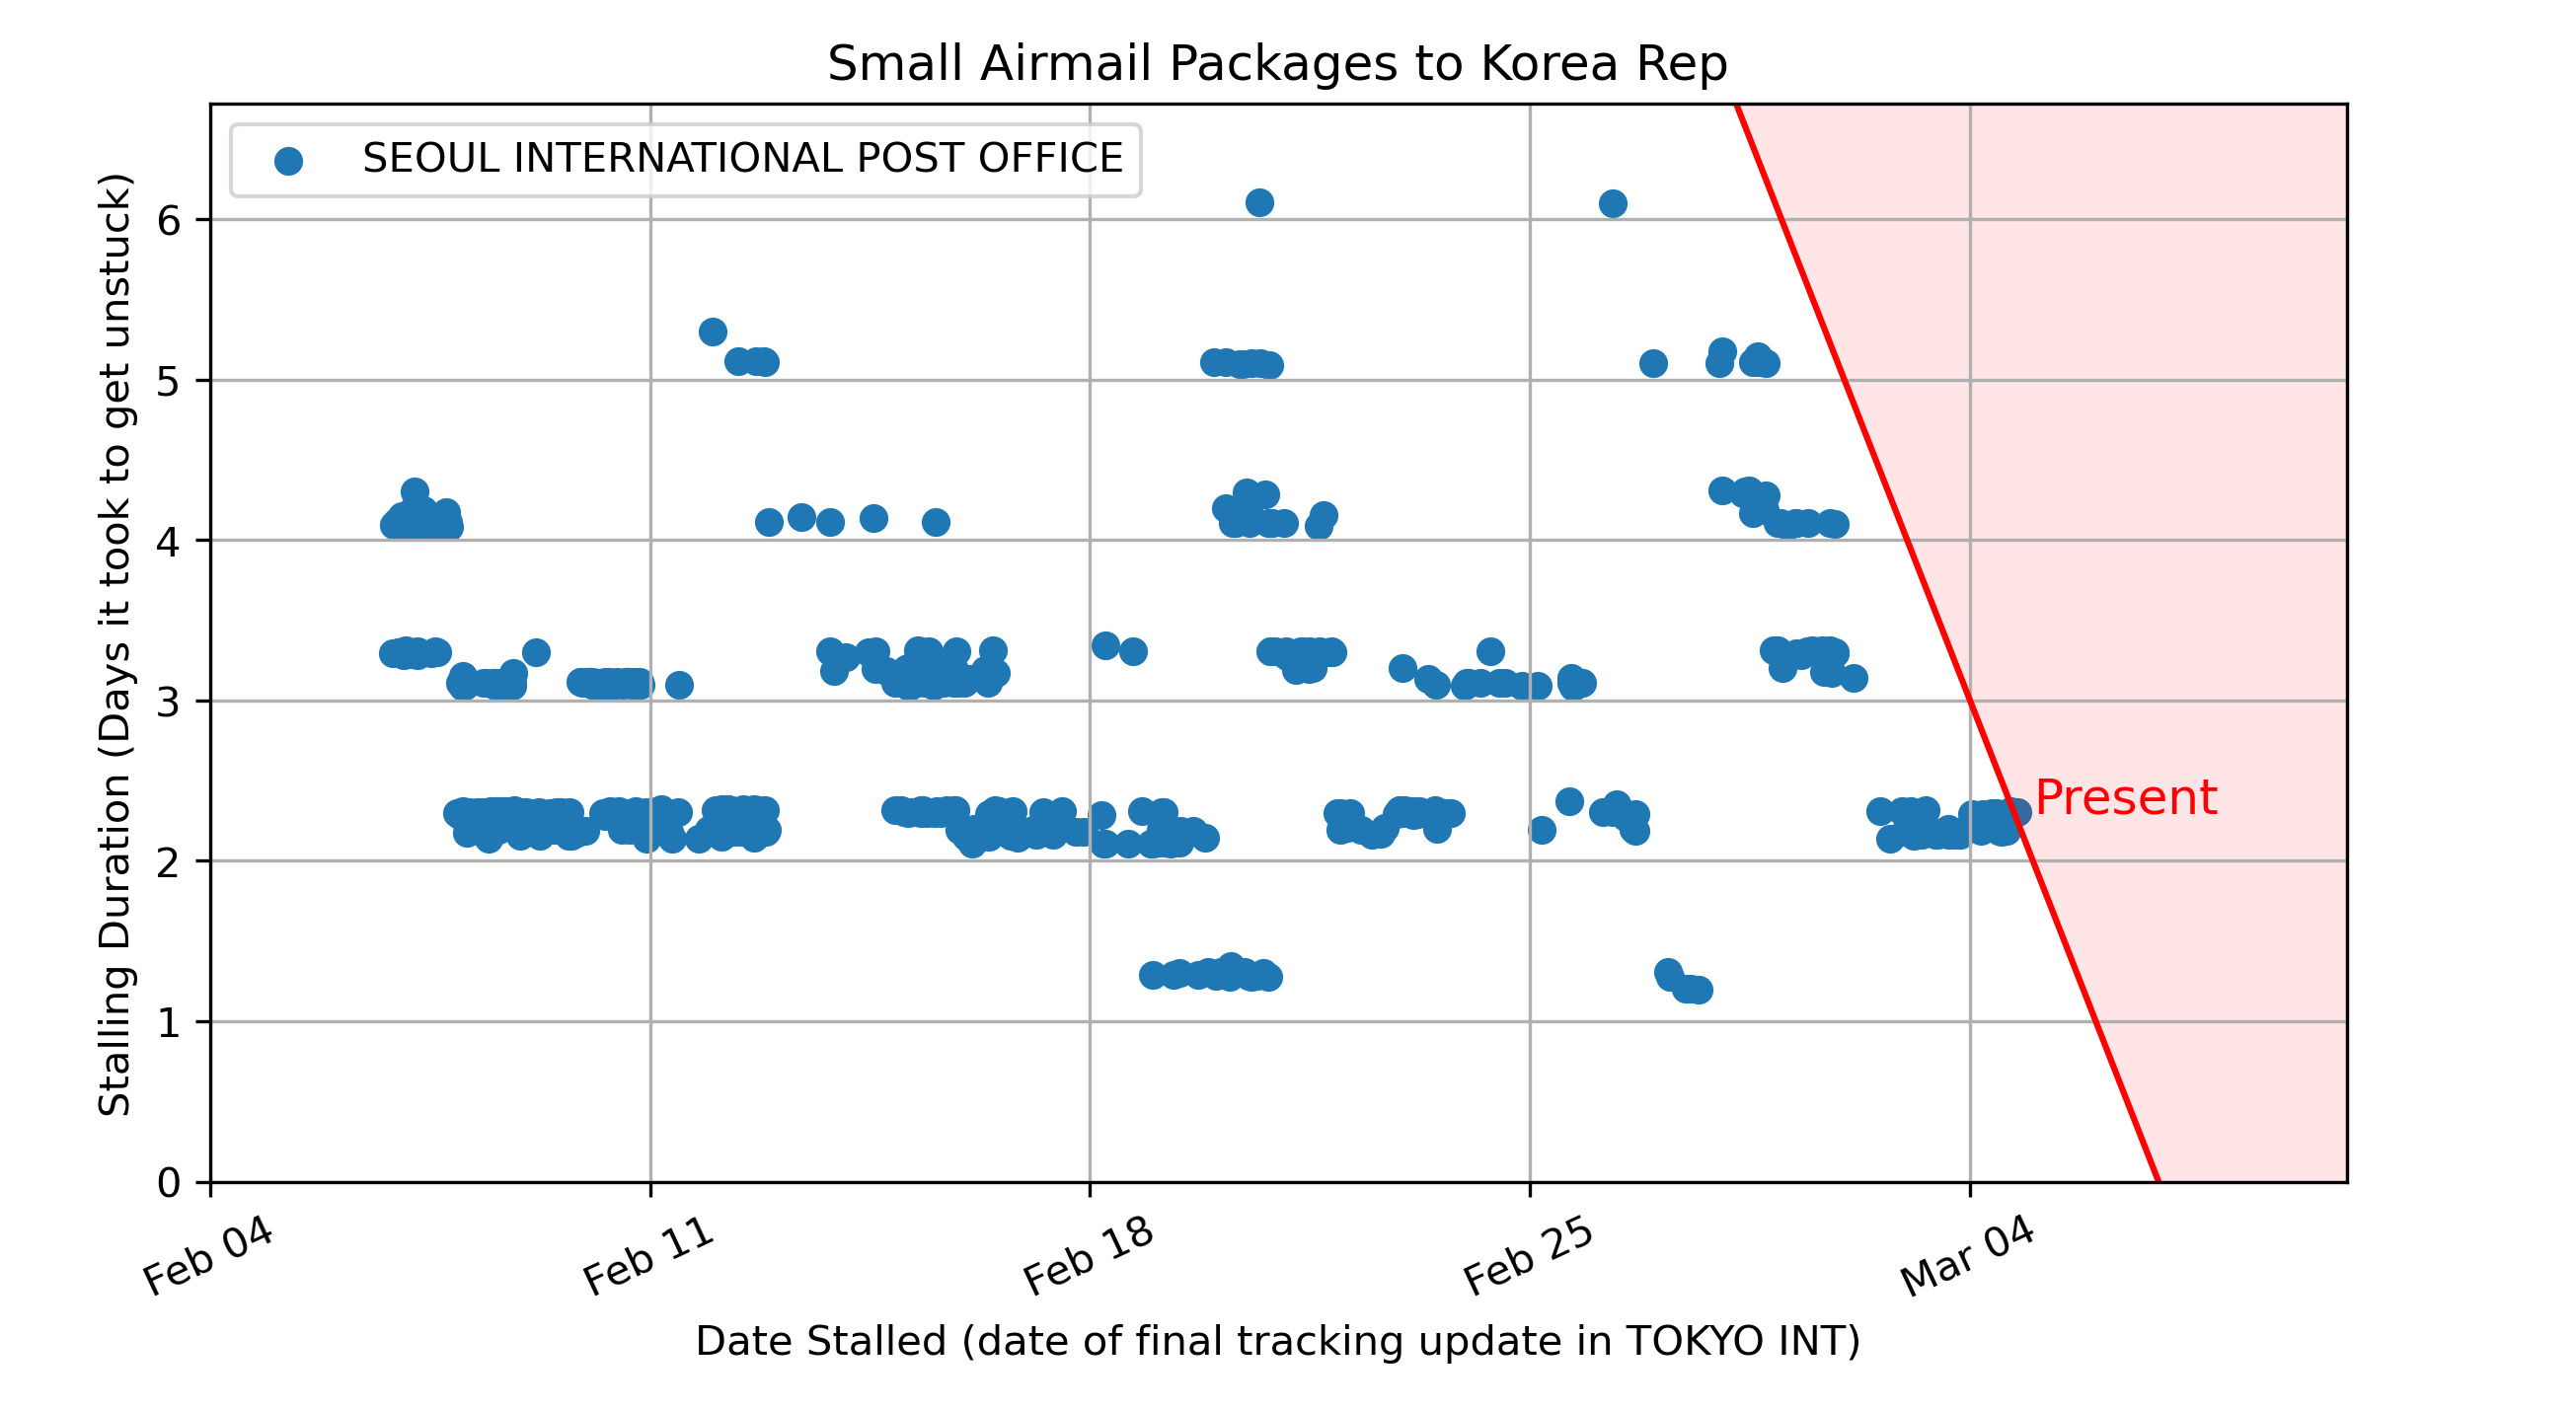 Small Airmail Packages to Korea Rep
SEOUL INTERNATIONAL POST OFFICE
Stalling Duration (Days it took to get unstuck)
6
5
4
3
2
1
0
Present
Feb 04
Feb 11
Feb 18
Feb 25
Mar 04
Date Stalled (date of final tracking update in TOKYO INT)